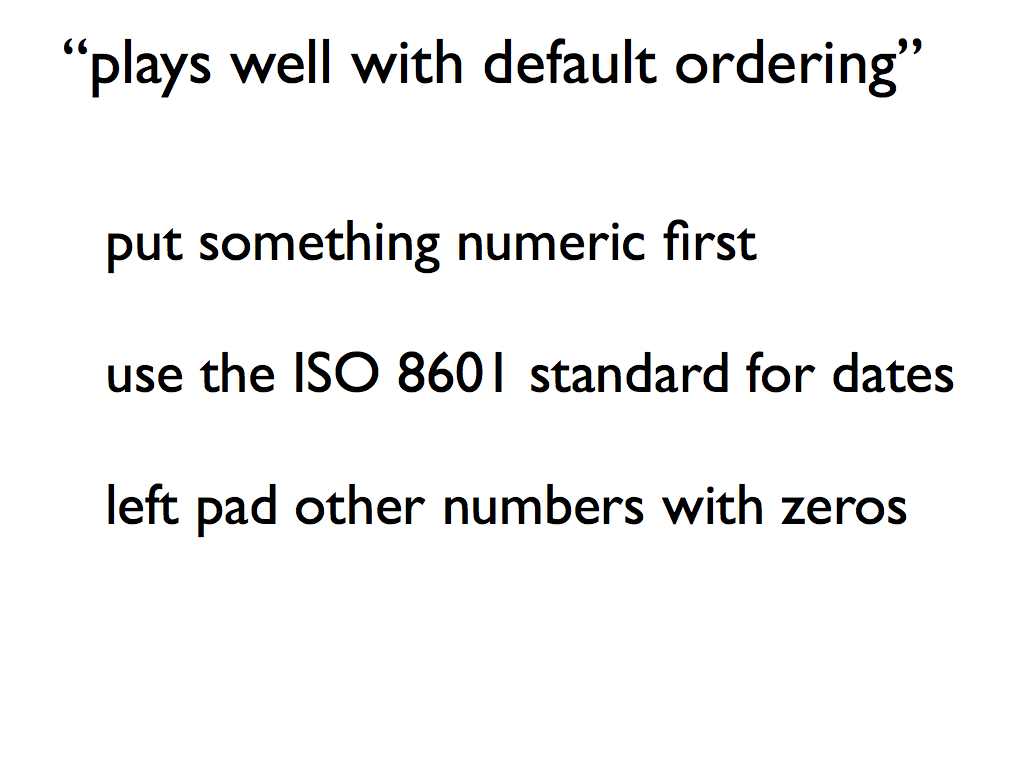 “plays well with default ordering”
put something numeric first
use the ISO 8601 standard for dates
left pad other numbers with zeros